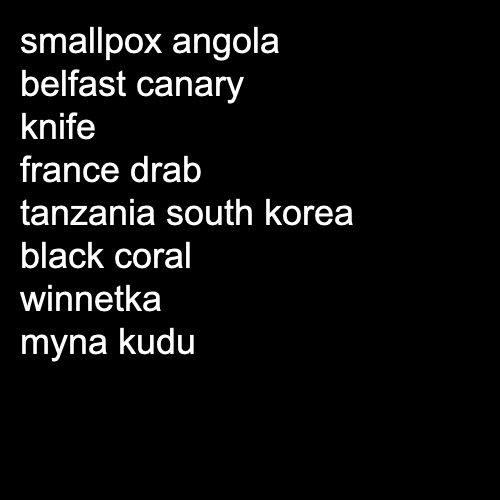 smallpox angola
belfast canary
knife
france drab
tanzania south korea
black coral
winnetka
myna kudu